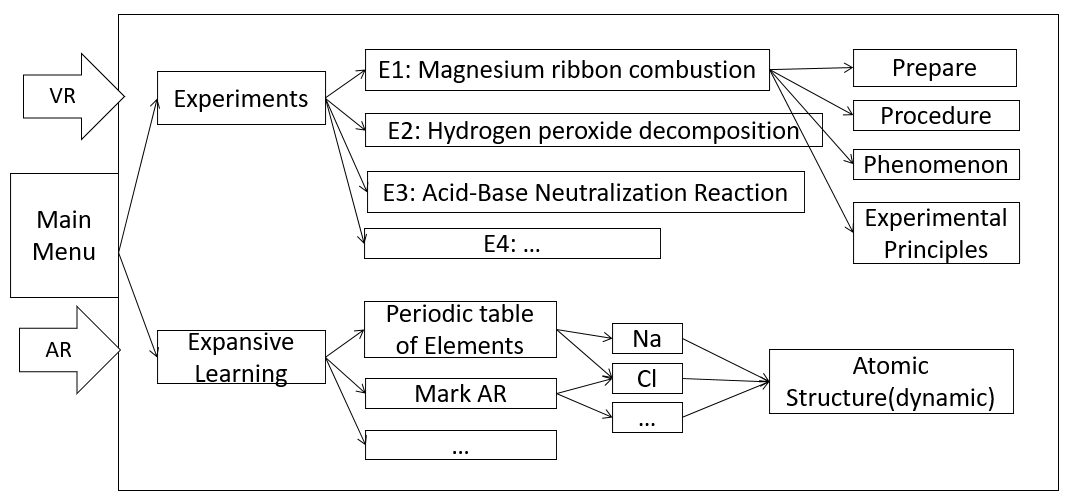 VR
Main
Menu
AR
Experiments
E1: Magnesium ribbon combustion
E2: Hydrogen peroxide decomposition
E3: Acid-Base Neutralization Reaction
E4: ...
Prepare
Procedure
Phenomenon
Experimental
Principles
Expansive
Learning
Periodic table
of Elements
Mark AR
...
Na
Cl
...
Atomic
Structure(dynamic)